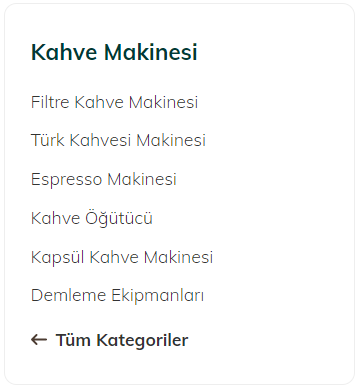 Kahve Makinesi
Filtre Kahve Makinesi
Türk Kahvesi Makinesi
Espresso Makinesi
Kahve Öğütücü
Kapsül Kahve Makinesi
Demleme Ekipmanları
← Tüm Kategoriler